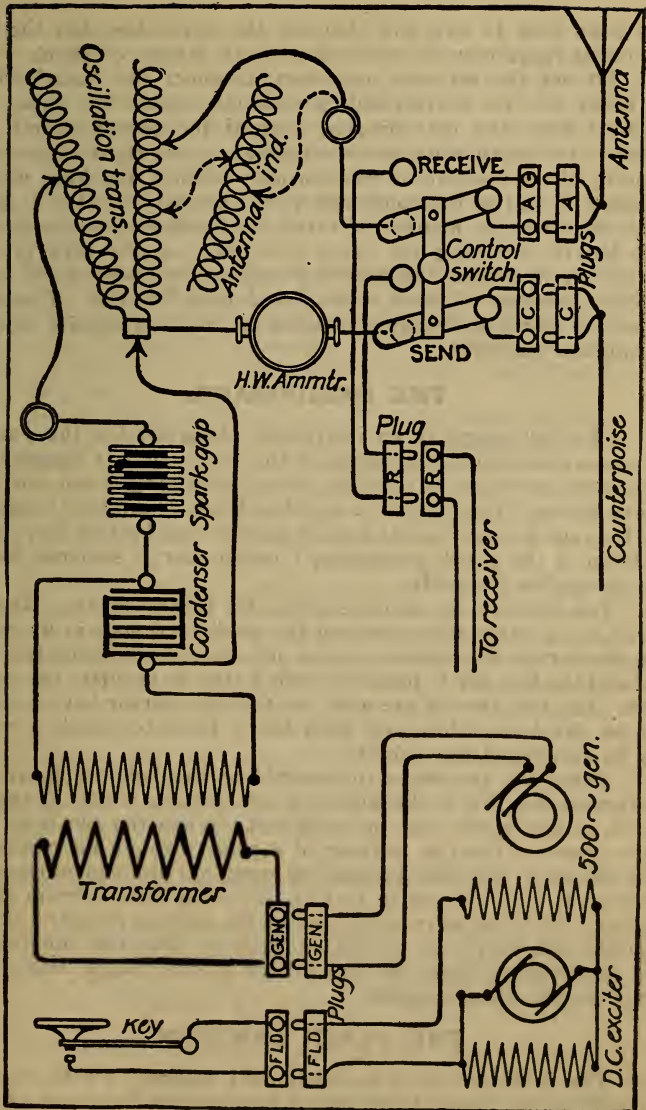 Oscillation trans.
Antenna ind.
RECEIVE
Control
switch
SEND
A
A
C
C
Plugs
Antenna
Counterpoise
H.W. Ammtr.
Plug
R
R
To receiver
Spark gap
Condenser
Transformer
GEN
GEN.
500~gen.
Key
FLD
FLD
Plugs
D.C. exciter